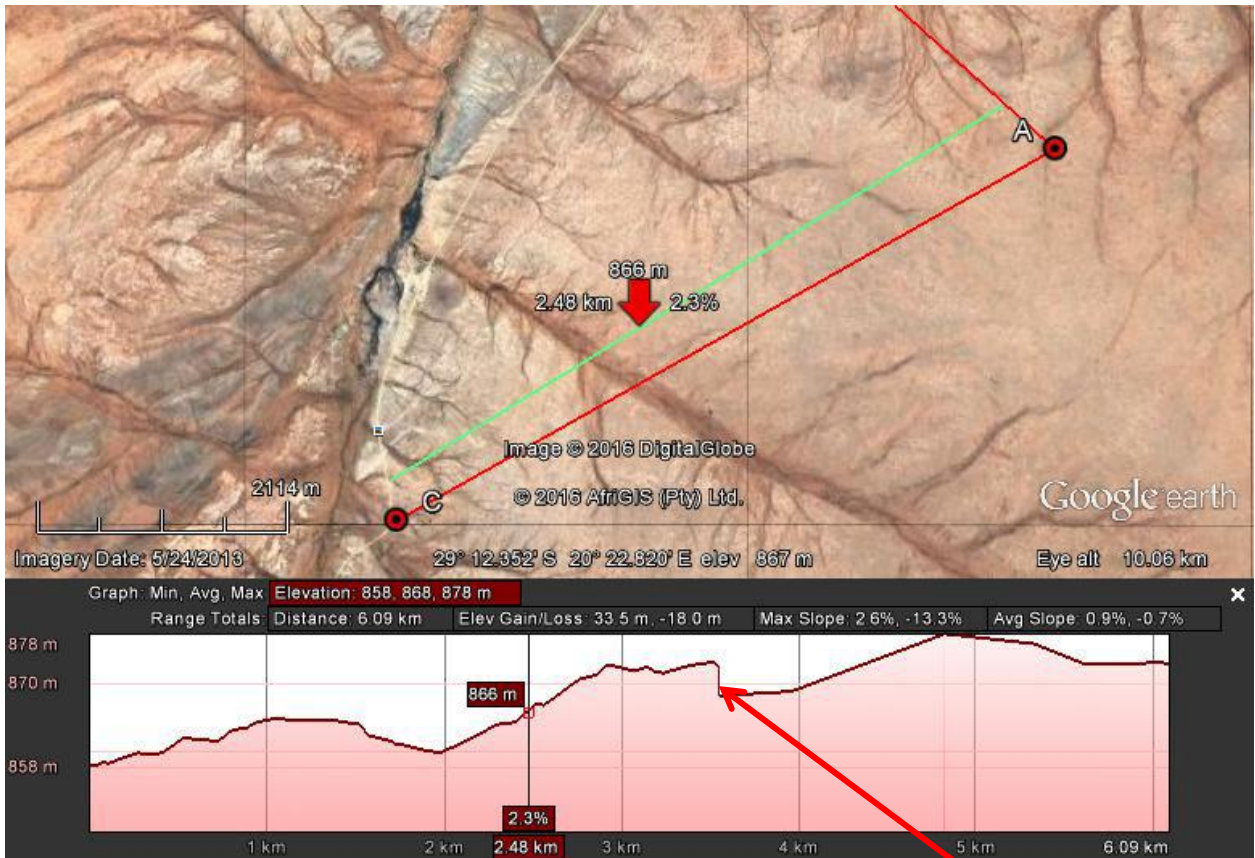 A
866 m
2.48 km 2.3%
Image © 2016 DigitalGlobe
C
2114 m
© 2016 AfriGIS (Pty) Ltd.
Google earth
Imagery Date: 5/24/2013 29° 12.352' S 20° 22.820' E elev 867 m Eye alt 10.06 km
Graph: Min, Avg, Max Elevation: 858, 868, 878 m
Range Totals: Distance: 6.09 km Elev Gain/Loss: 33.5 m, -18.0 m Max Slope: 2.6%, -13.3% Avg Slope: 0.9%, -0.7%
878 m
870 m
866 m
858 m
2.3%
1 km 2 km 2.48 km 3 km 4 km 5 km 6.09 km